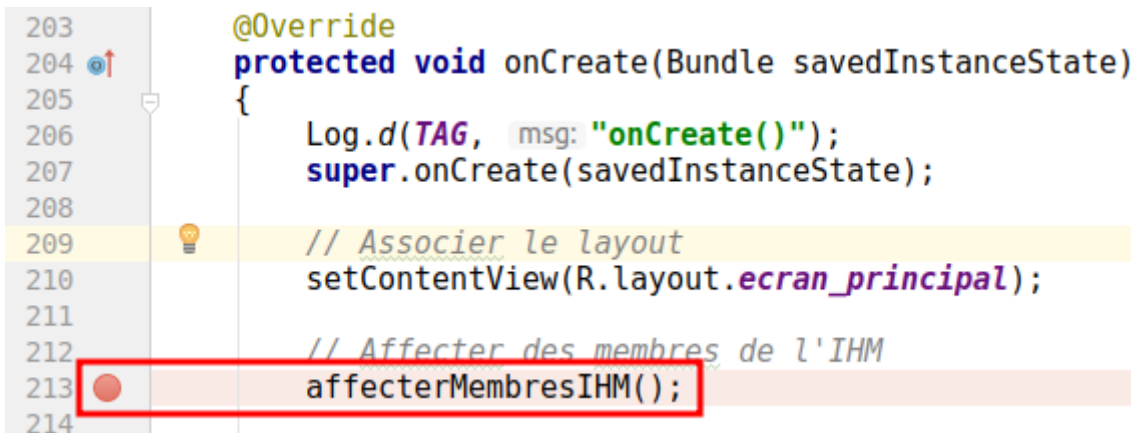 203 @Override
204 protected void onCreate(Bundle savedInstanceState)
205 {
206 Log.d(TAG, msg: "onCreate()");
207 super.onCreate(savedInstanceState);
208
209 // Associer le layout
210 setContentView(R.layout.ecran_principal);
211
212 // Affecter des membres de l'IHM
213 affecterMembresIHM();
214